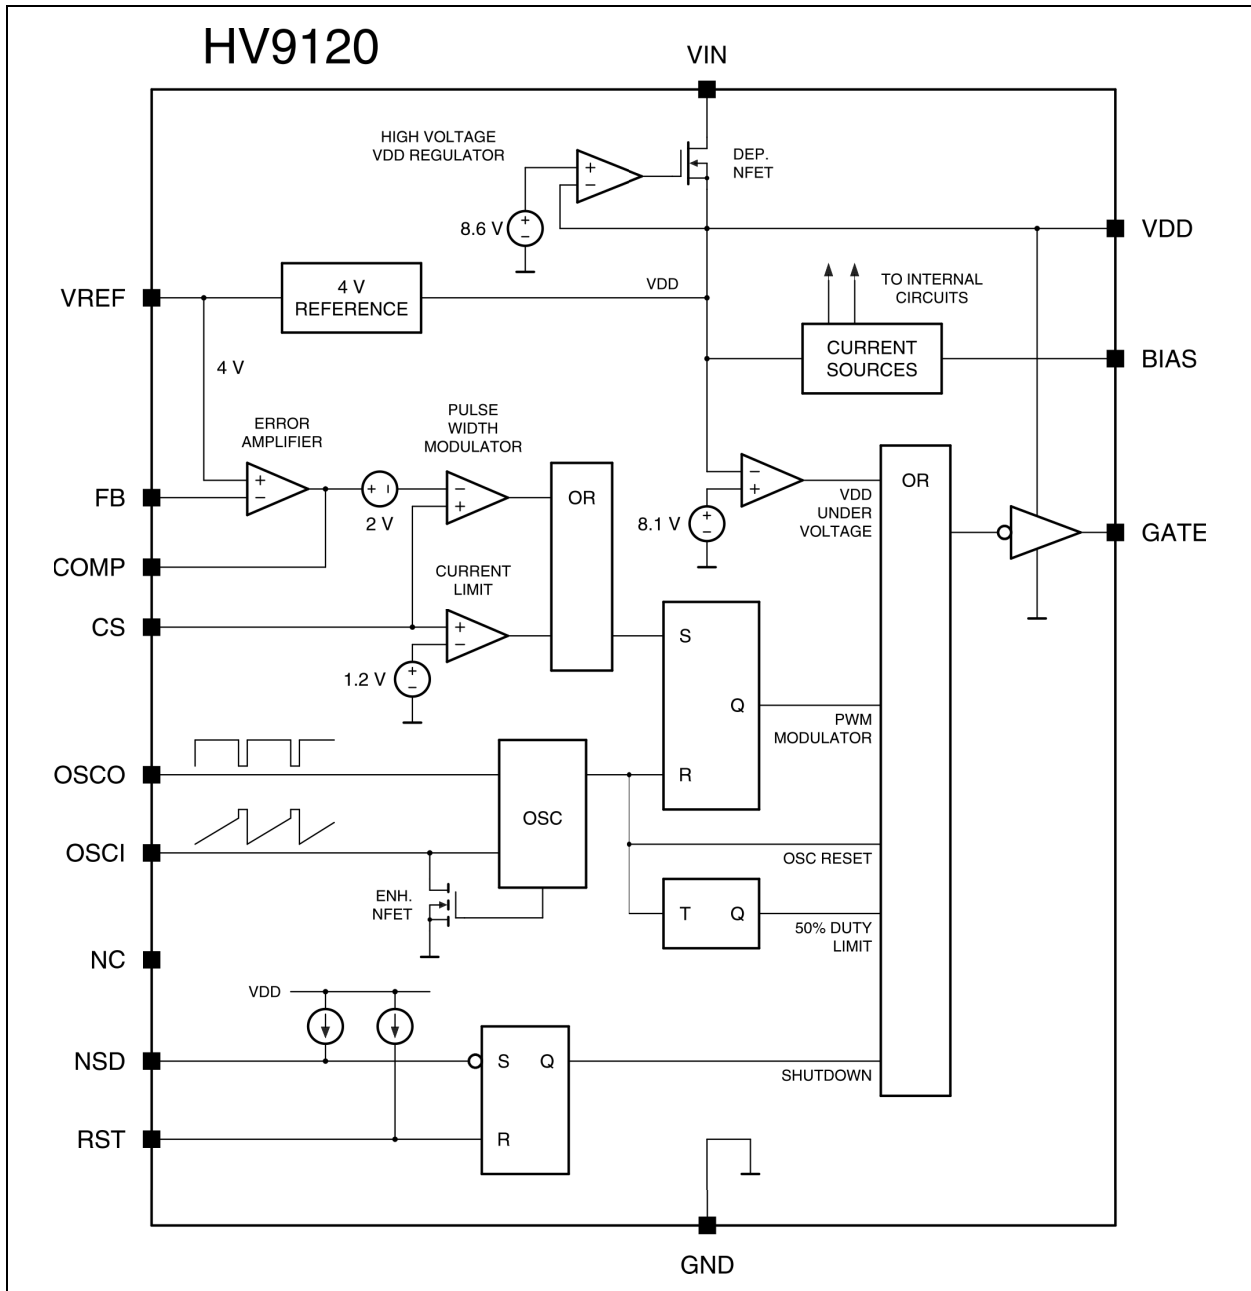 HV9120
VIN
HIGH VOLTAGE
VDD REGULATOR
DEP.
NFET
+
−
8.6 V
+
−
VDD
VREF
4 V
REFERENCE
VDD
TO INTERNAL
CIRCUITS
4 V
CURRENT
SOURCES
BIAS
ERROR
AMPLIFIER
PULSE
WIDTH
MODULATOR
FB
+
−
+ −
2 V
−
+
OR
−
+
8.1 V
+
−
VDD
UNDER
VOLTAGE
OR
GATE
COMP
CURRENT
LIMIT
CS
+
−
1.2 V
+
−
S
Q
R
PWM
MODULATOR
OSCO
OSC
OSCI
OSC RESET
ENH.
NFET
T Q
50% DUTY
LIMIT
NC
VDD
NSD
S Q
R
SHUTDOWN
RST
GND